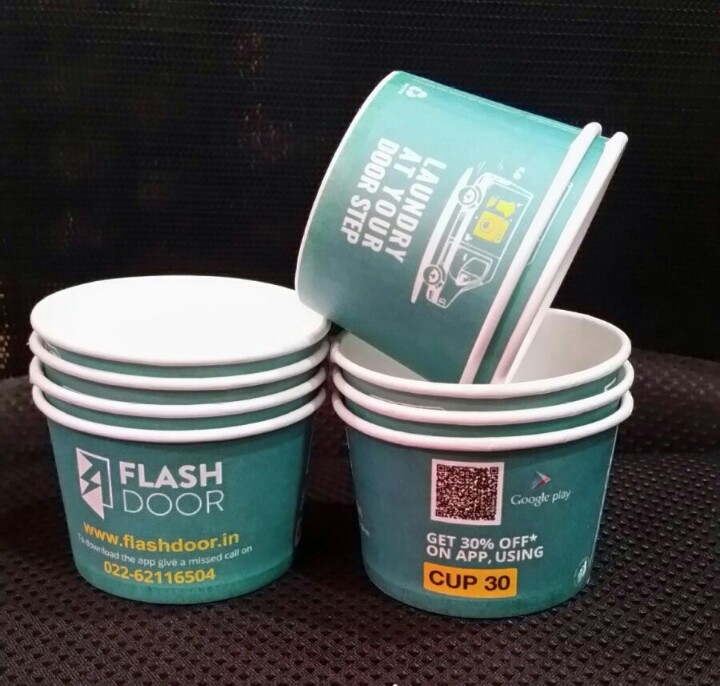 LAUNDRY
AT YOUR
DOOR STEP
FLASH
DOOR
www.flashdoor.in
To download the app give a missed call on
022-62116504
Google play
GET 30% OFF*
ON APP, USING
CUP 30